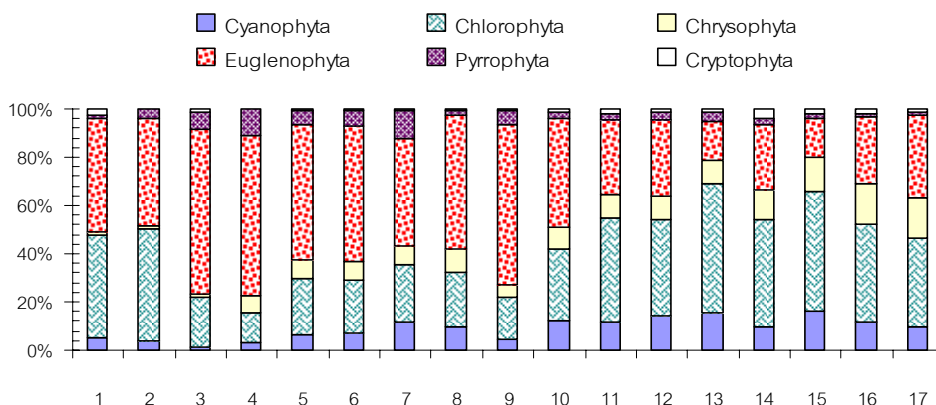 Cyanophyta Chlorophyta Chrysophyta
Euglenophyta Pyrrophyta Cryptophyta
100%
80%
60%
40%
20%
0%
1 2 3 4 5 6 7 8 9 10 11 12 13 14 15 16 17